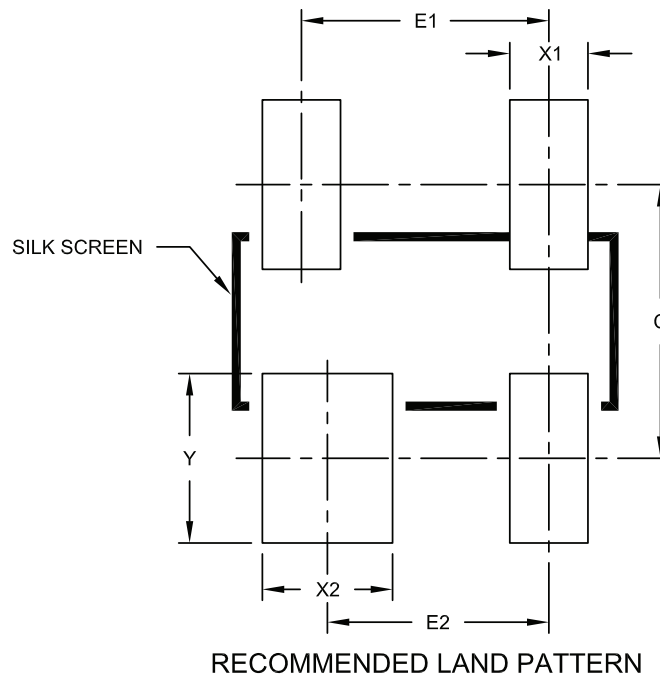 E1
X1
SILK SCREEN
Y
X2
E2
RECOMMENDED LAND PATTERN